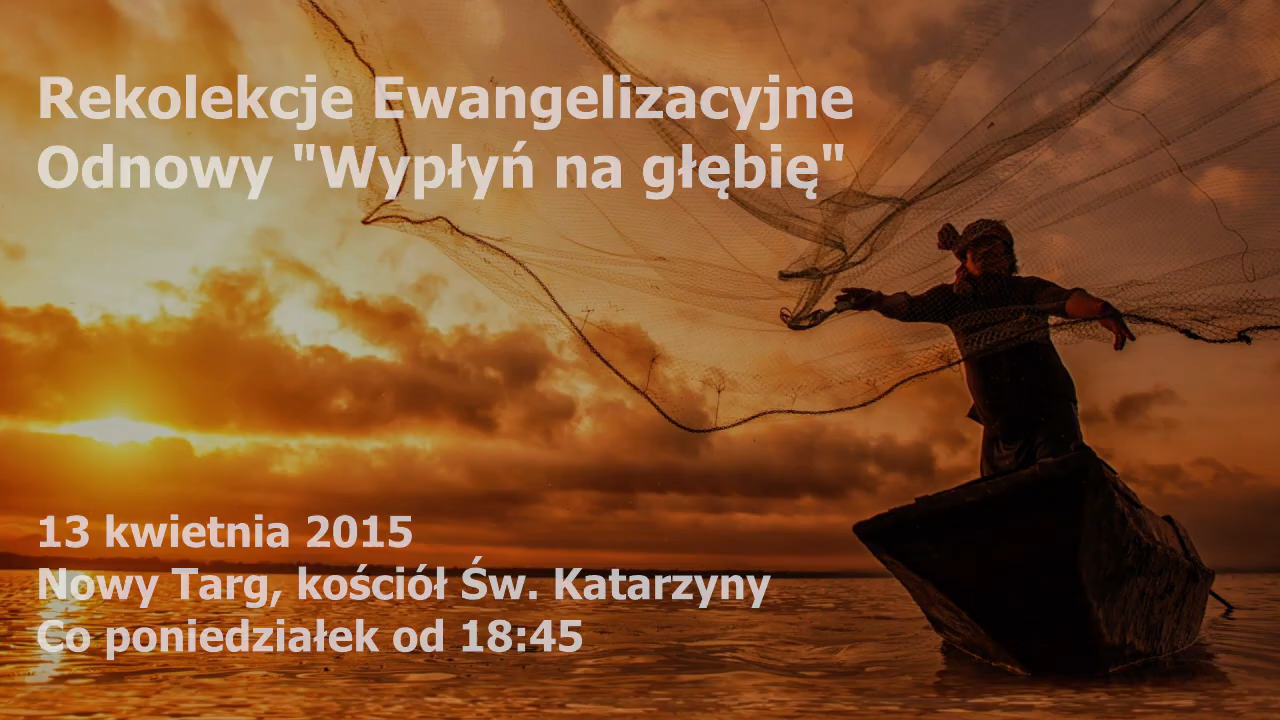 Rekolekcje Ewangelizacyjne
Odnowy "Wypłyń na głębię"
13 kwietnia 2015
Nowy Targ, kościół Św. Katarzyny
Co poniedziałek od 18:45